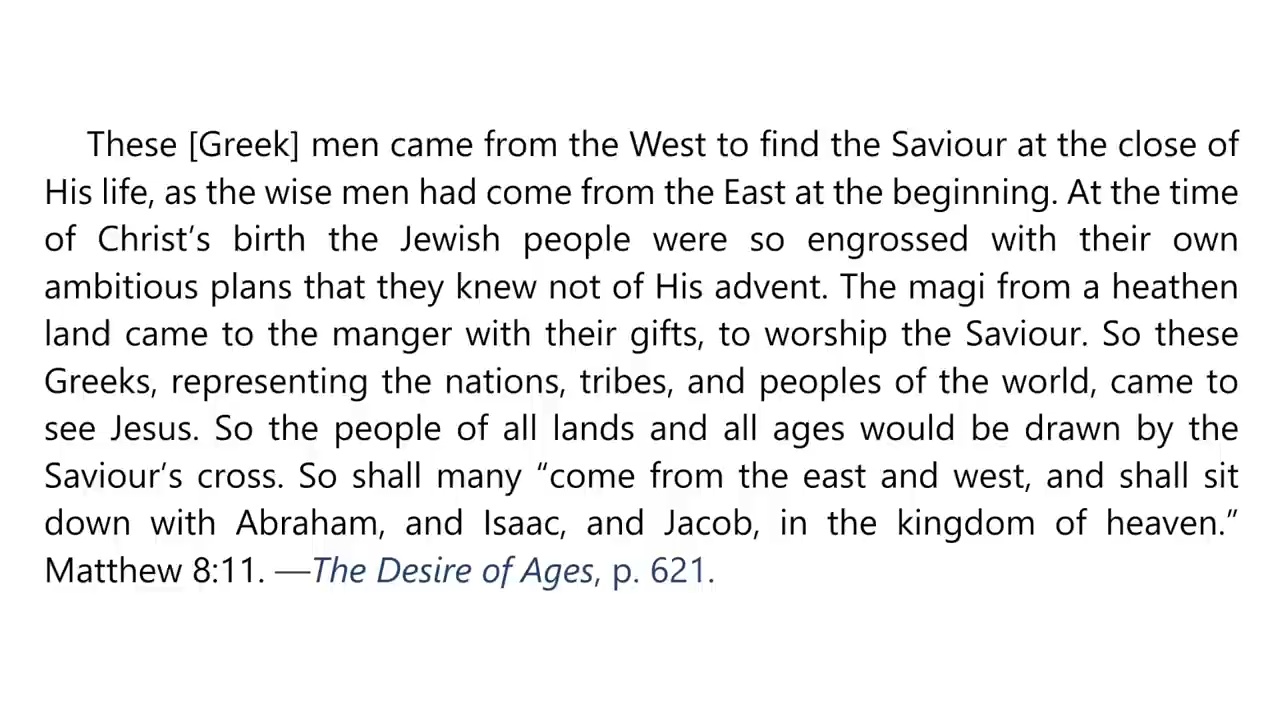 These [Greek] men came from the West to find the Saviour at the close of
His life, as the wise men had come from the East at the beginning. At the time
of Christ’s birth the Jewish people were so engrossed with their own
ambitious plans that they knew not of His advent. The magi from a heathen
land came to the manger with their gifts, to worship the Saviour. So these
Greeks, representing the nations, tribes, and peoples of the world, came to
see Jesus. So the people of all lands and all ages would be drawn by the
Saviour’s cross. So shall many “come from the east and west, and shall sit
down with Abraham, and Isaac, and Jacob, in the kingdom of heaven.”
Matthew 8:11. —The Desire of Ages, p. 621.